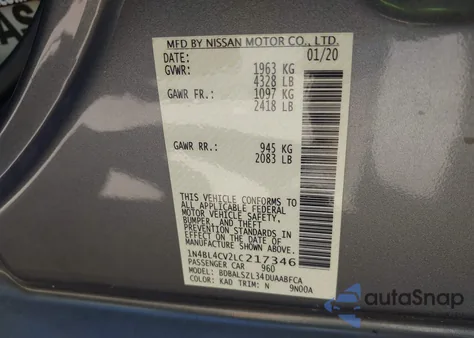 MFD BY NISSAN MOTOR CO., LTD.
DATE: 01/20
GVWR: 1963 KG
4328 LB
GAWR FR.: 1097 KG
2418 LB
GAWR RR.: 945 KG
2083 LB
THIS VEHICLE CONFORMS TO
ALL APPLICABLE FEDERAL
MOTOR VEHICLE SAFETY,
BUMPER, AND THEFT
PREVENTION STANDARDS IN
EFFECT ON THE DATE OF
MANUFACTURE SHOWN ABOVE.
1N4BL4CV2LC217346
PASSENGER CAR 960
MODEL: BDBALSZL34DUAABFCA
COLOR: KAD TRIM: N 9N00A
autoSnap